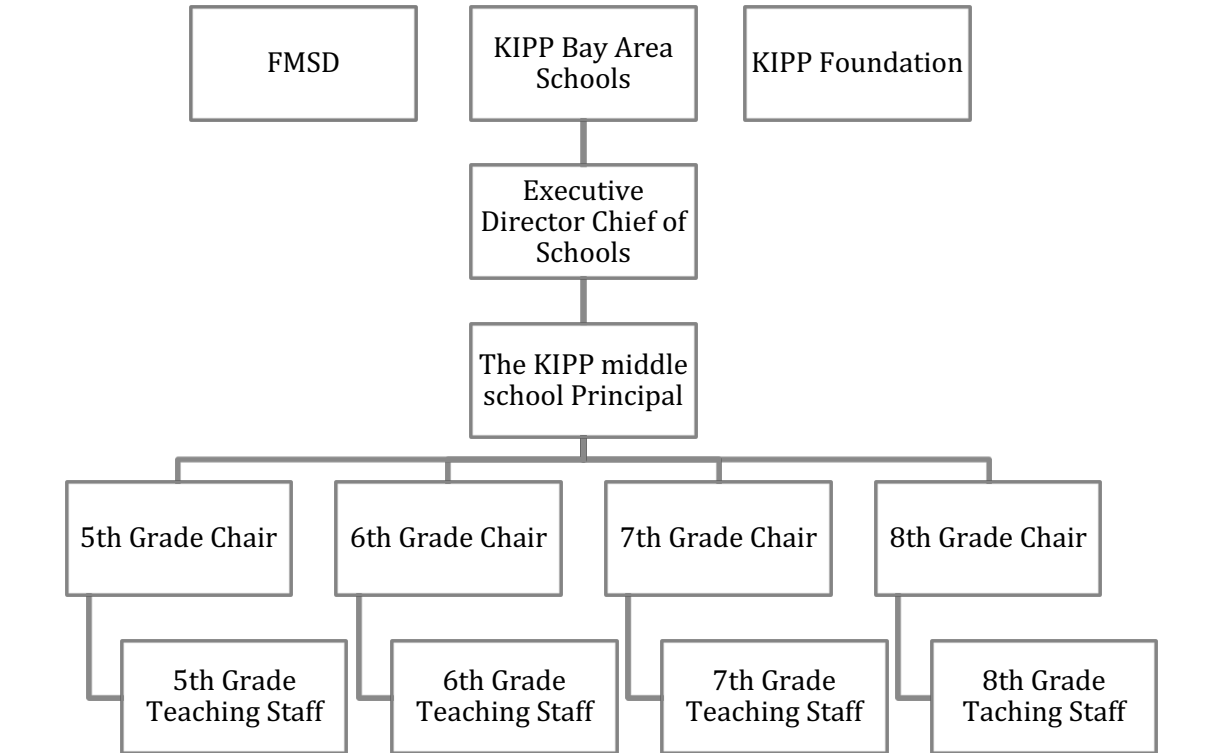 FMSD
KIPP Bay Area
Schools
KIPP Foundation
Executive
Director Chief of
Schools
The KIPP middle
school Principal
5th Grade Chair
6th Grade Chair
7th Grade Chair
8th Grade Chair
5th Grade
Teaching Staff
6th Grade
Teaching Staff
7th Grade
Teaching Staff
8th Grade
Taching Staff